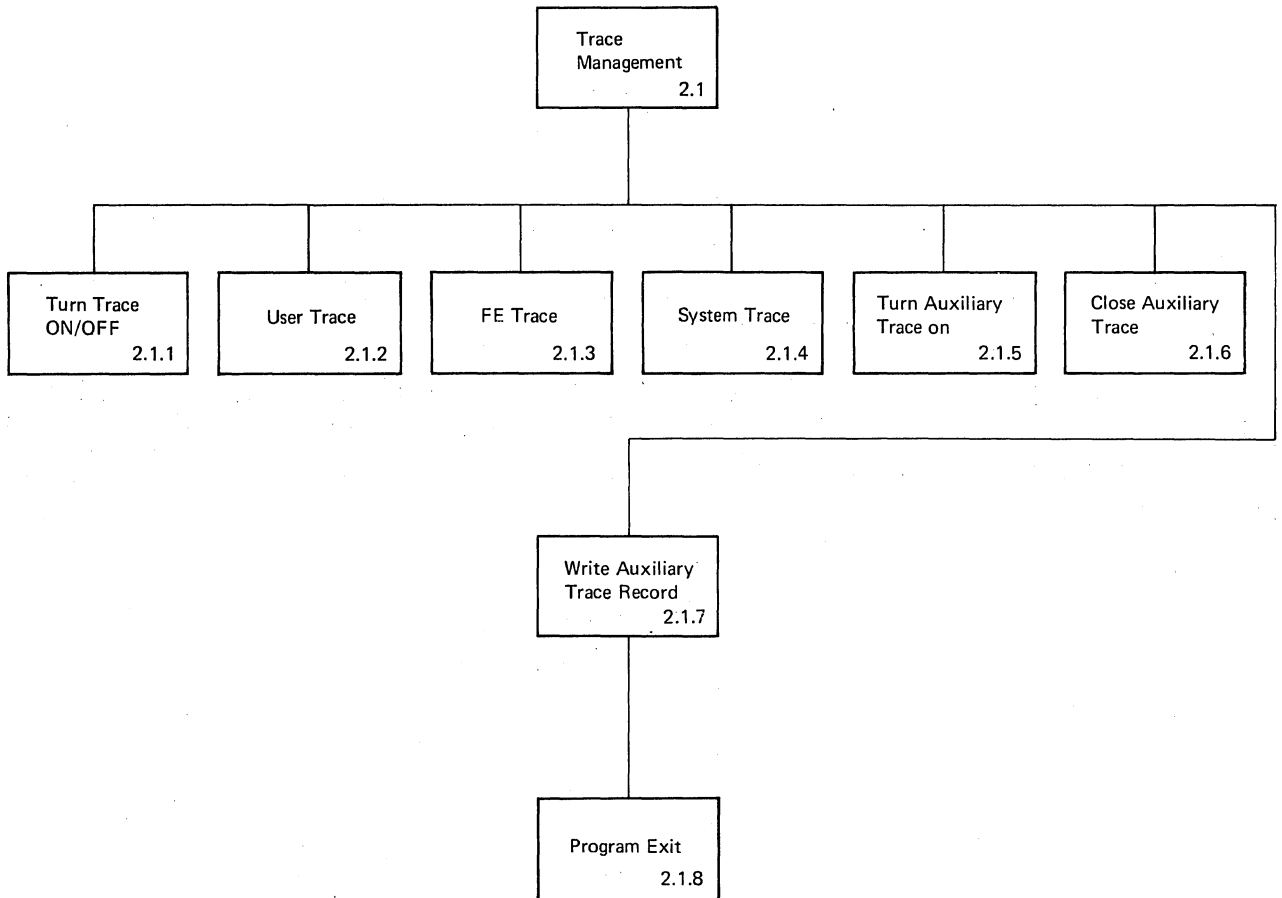 Trace
Management
2.1
Turn Trace
ON/OFF
2.1.1
User Trace
2.1.2
FE Trace
2.1.3
System Trace
2.1.4
Turn Auxiliary
Trace on
2.1.5
Close Auxiliary
Trace
2.1.6
Write Auxiliary
Trace Record
2.1.7
Program Exit
2.1.8